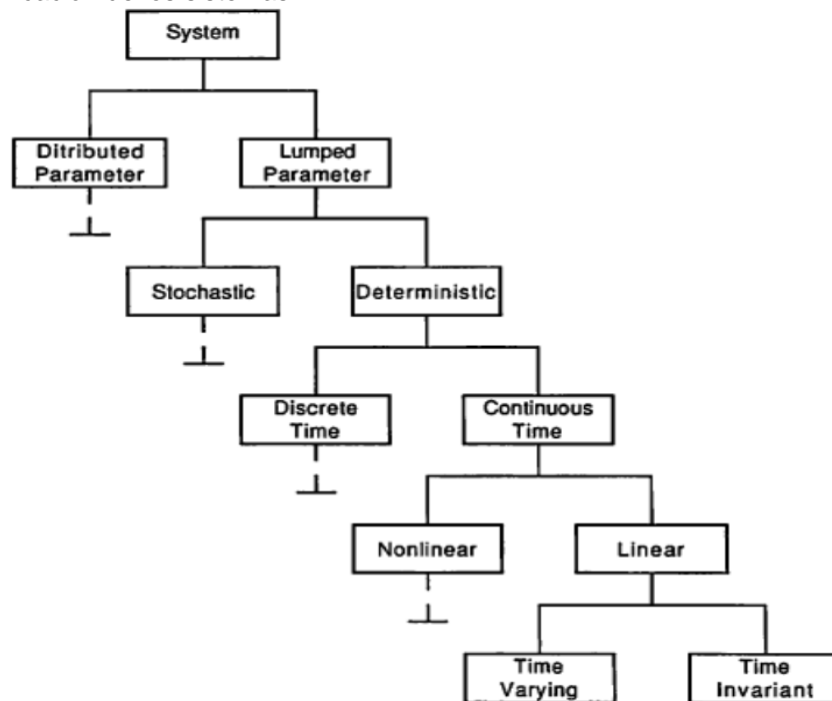 System
Ditributed
Parameter
Lumped
Parameter
Stochastic
Deterministic
Discrete
Time
Continuous
Time
Nonlinear
Linear
Time
Varying
Time
Invariant